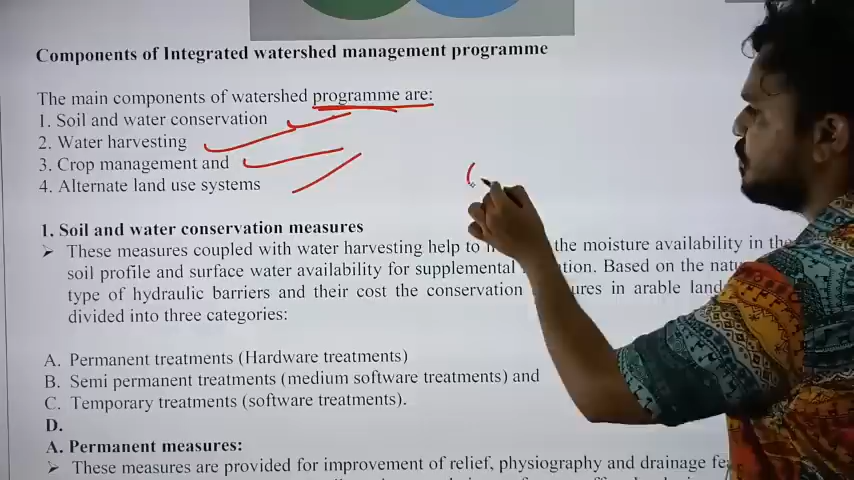 Components of Integrated watershed management programme
The main components of watershed programme are:
1. Soil and water conservation
2. Water harvesting
3. Crop management and
4. Alternate land use systems
1. Soil and water conservation measures
➤ These measures coupled with water harvesting help to the moisture availability in the
soil profile and surface water availability for supplemental Based on the
type of hydraulic barriers and their cost the conservation in arable
divided into three categories:
A. Permanent treatments (Hardware treatments)
B. Semi permanent treatments (medium software treatments) and
C. Temporary treatments (software treatments).
D.
A. Permanent measures:
➤ These measures are provided for improvement of relief, physiography and drainage